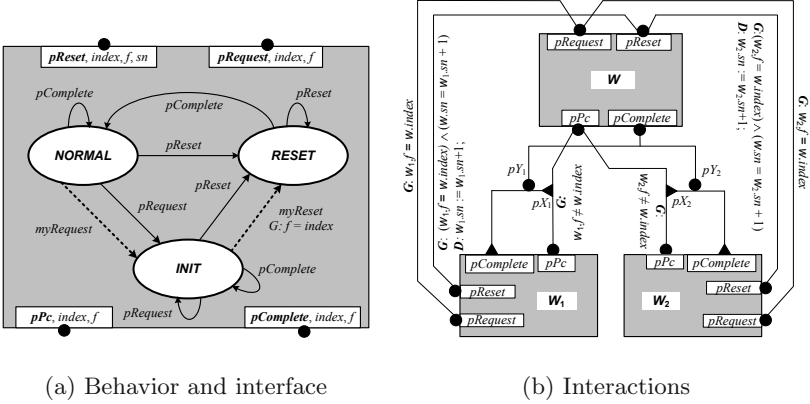 pReset, index, f, sn
pRequest, index, f
pComplete
pComplete
pReset
NORMAL
pReset
RESET
pReset
pRequest
myRequest
myReset
G: f = index
INIT
pComplete
pRequest
pPc, index, f
pComplete, index, f
(a) Behavior and interface
pRequest
pReset
W
pPc
pComplete
G: w₁.f = w.index
G: (w₁.f = w.index) ∧ (w.sn = w₁.sn + 1)
D: w₁.sn := w₁.sn+1;
G:(w₂.f = w.index) ∧ (w.sn = w₂.sn + 1)
D: w₂.sn := w₂.sn+1;
G: w₂.f = w.index
pY₁
pY₂
pX₁
pX₂
G:
w₁.f ≠ w.index
G:
w₂.f ≠ w.index
pComplete
pPc
pReset
W₁
pRequest
pPc
pComplete
pReset
W₂
pRequest
(b) Interactions